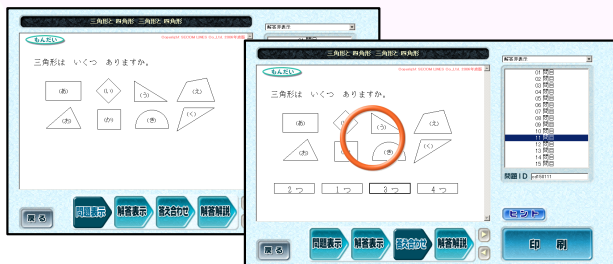 三角形と 四角形 三角形と 四角形
解答非表示
もんだい
三角形は いくつ ありますか。
(あ)
(い)
(う)
(え)
(お)
(か)
(き)
(く)
戻る
問題表示
解答表示
答え合わせ
解答解説
三角形と 四角形 三角形と 四角形
解答非表示
もんだい
三角形は いくつ ありますか。
(あ)
(う)
(え)
(お)
(き)
(く)
2つ
1つ
3つ
4つ
01 問目
02 問目
03 問目
04 問目
05 問目
06 問目
07 問目
08 問目
09 問目
10 問目
11 問目
12 問目
13 問目
14 問目
15 問目
問題ID
ヒント
戻る
問題表示
解答表示
答え合わせ
解答解説
印 刷